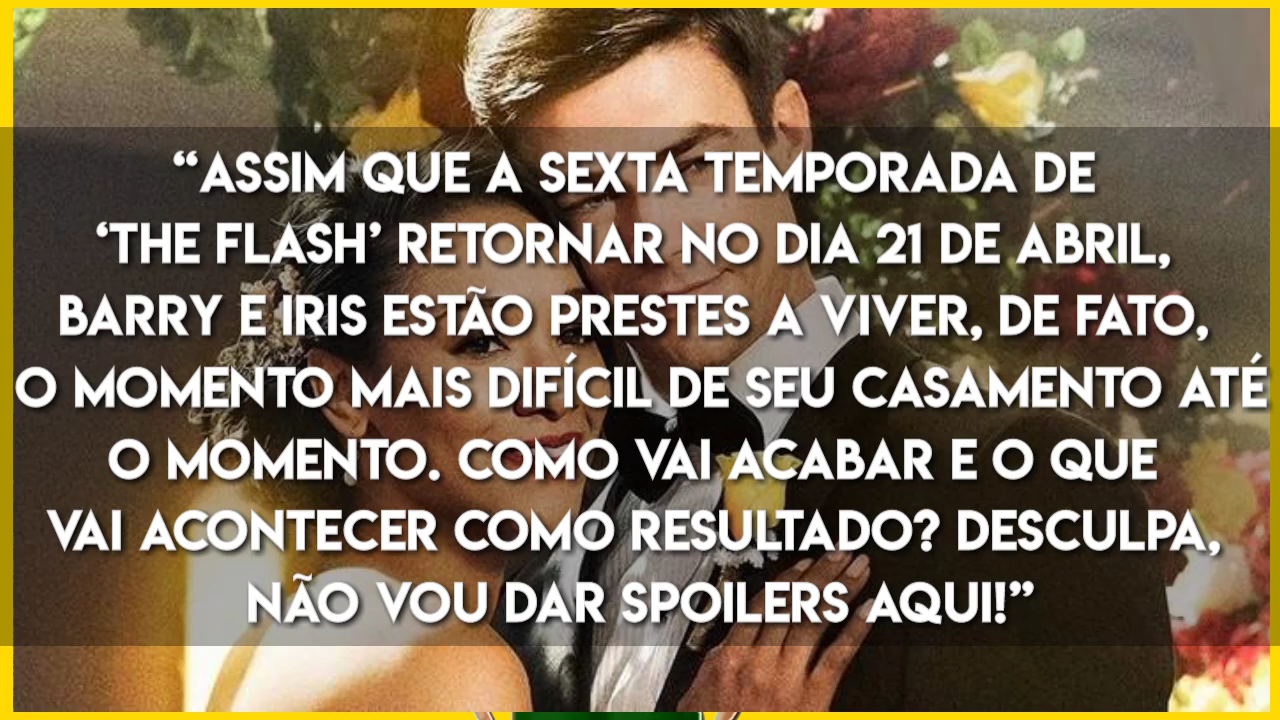 “ASSIM QUE A SEXTA TEMPORADA DE
‘THE FLASH’ RETORNAR NO DIA 21 DE ABRIL,
BARRY E IRIS ESTÃO PRESTES A VIVER, DE FATO,
O MOMENTO MAIS DIFÍCIL DE SEU CASAMENTO ATÉ
O MOMENTO. COMO VAI ACABAR E O QUE
VAI ACONTECER COMO RESULTADO? DESCULPA,
NÃO VOU DAR SPOILERS AQUI!”